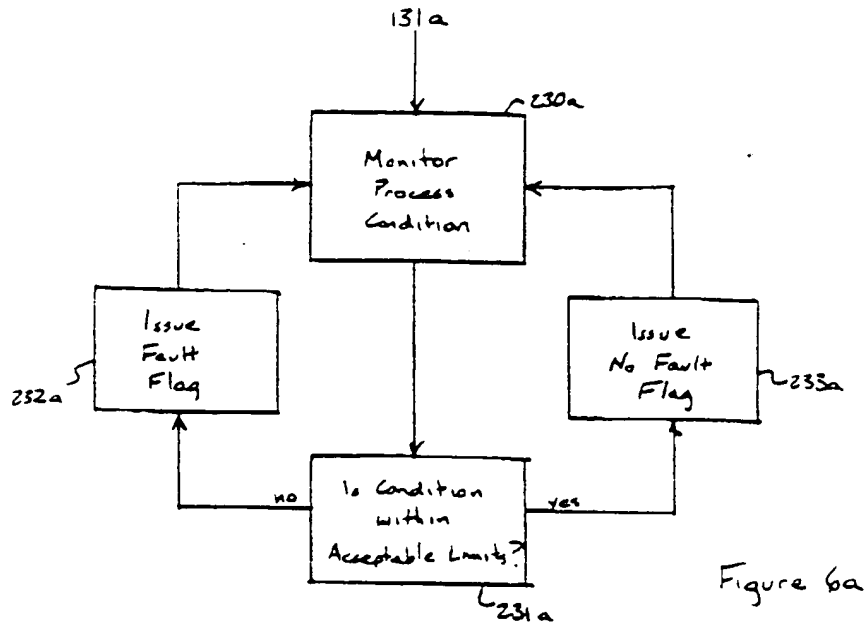 131a
230a
Monitor
Process
Condition
Issue
Fault
Flag
232a
Issue
No Fault
Flag
233a
no
Is Condition
within
Acceptable Limits?
yes
231a
Figure 6a